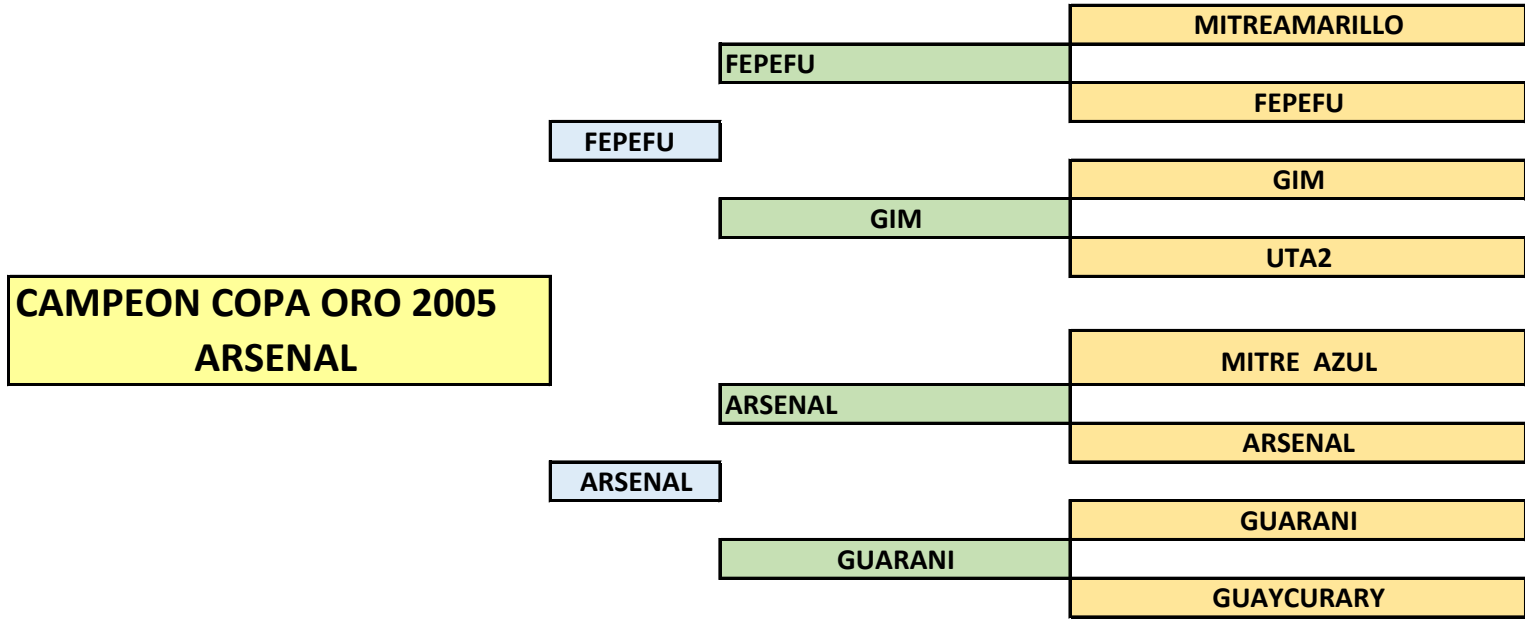 MITREAMARILLO
FEPEFU
FEPEFU
FEPEFU
GIM
GIM
UTA2
CAMPEON COPA ORO 2005
ARSENAL
MITRE AZUL
ARSENAL
ARSENAL
ARSENAL
GUARANI
GUARANI
GUAYCURARY